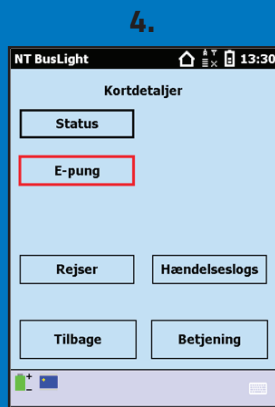 4.
NT BusLight 13:30
Kortdetaljer
Status
E-pung
Rejser Hændelseslogs
Tilbage Betjening